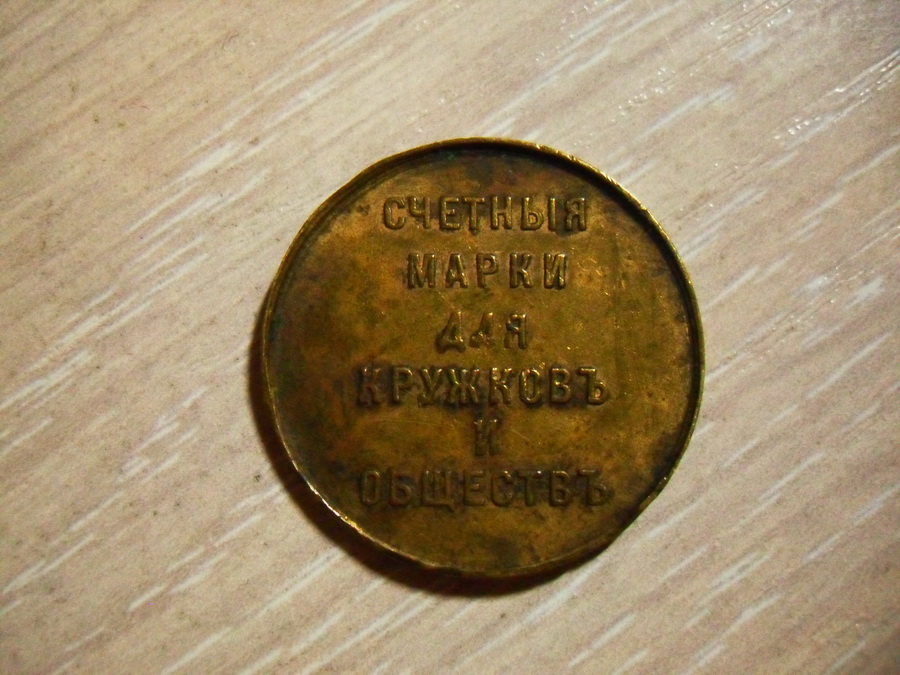 СЧЕТНЫЯ
МАРКИ
ДЛЯ
КРУЖКОВЪ
И
ОБЩЕСТВЪ